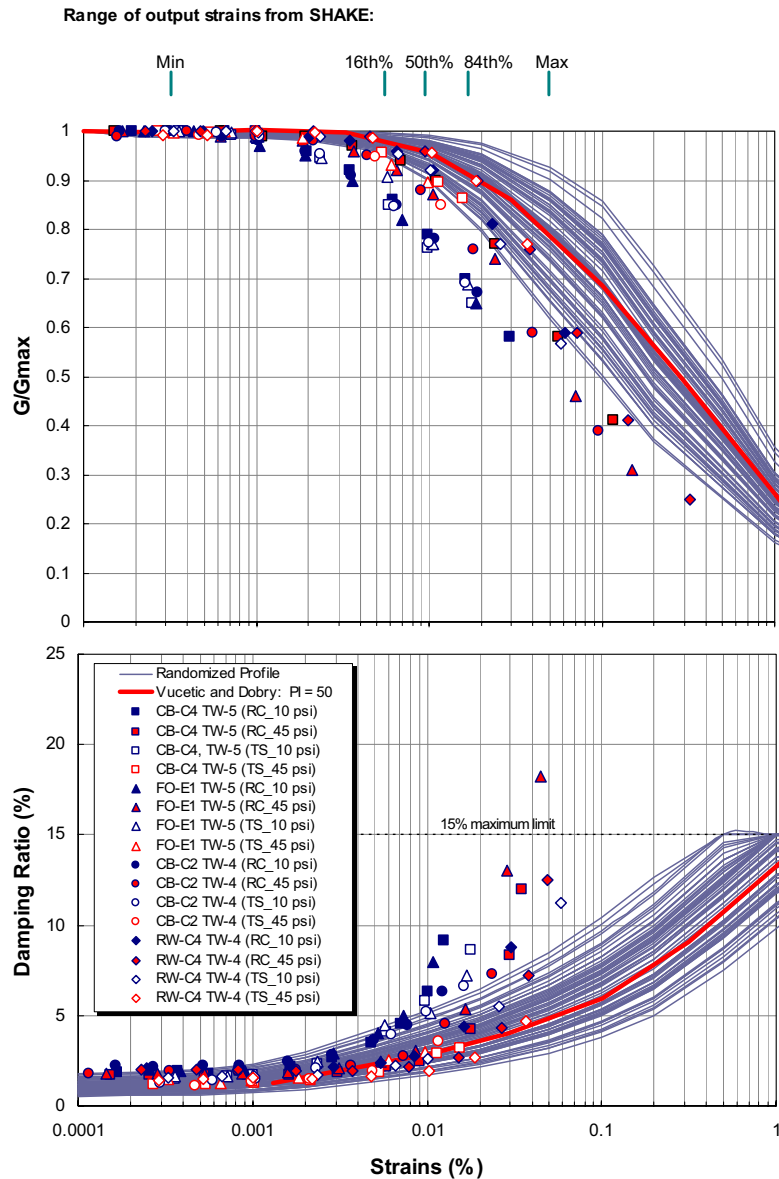 Range of output strains from SHAKE:
Min 16th% 50th% 84th% Max
1
0.9
0.8
0.7
0.6
0.5
0.4
0.3
0.2
0.1
0
G/Gmax
25
20
15
10
5
0
Damping Ratio (%)
Randomized Profile
Vucetic and Dobry: PI = 50
CB-C4 TW-5 (RC_10 psi)
CB-C4 TW-5 (RC_45 psi)
CB-C4, TW-5 (TS_10 psi)
CB-C4 TW-5 (TS_45 psi)
FO-E1 TW-5 (RC_10 psi)
FO-E1 TW-5 (RC_45 psi)
FO-E1 TW-5 (TS_10 psi)
FO-E1 TW-5 (TS_45 psi)
CB-C2 TW-4 (RC_10 psi)
CB-C2 TW-4 (RC_45 psi)
CB-C2 TW-4 (TS_10 psi)
CB-C2 TW-4 (TS_45 psi)
RW-C4 TW-4 (RC_10 psi)
RW-C4 TW-4 (RC_45 psi)
RW-C4 TW-4 (TS_10 psi)
RW-C4 TW-4 (TS_45 psi)
15% maximum limit
0.0001 0.001 0.01 0.1 1
Strains (%)